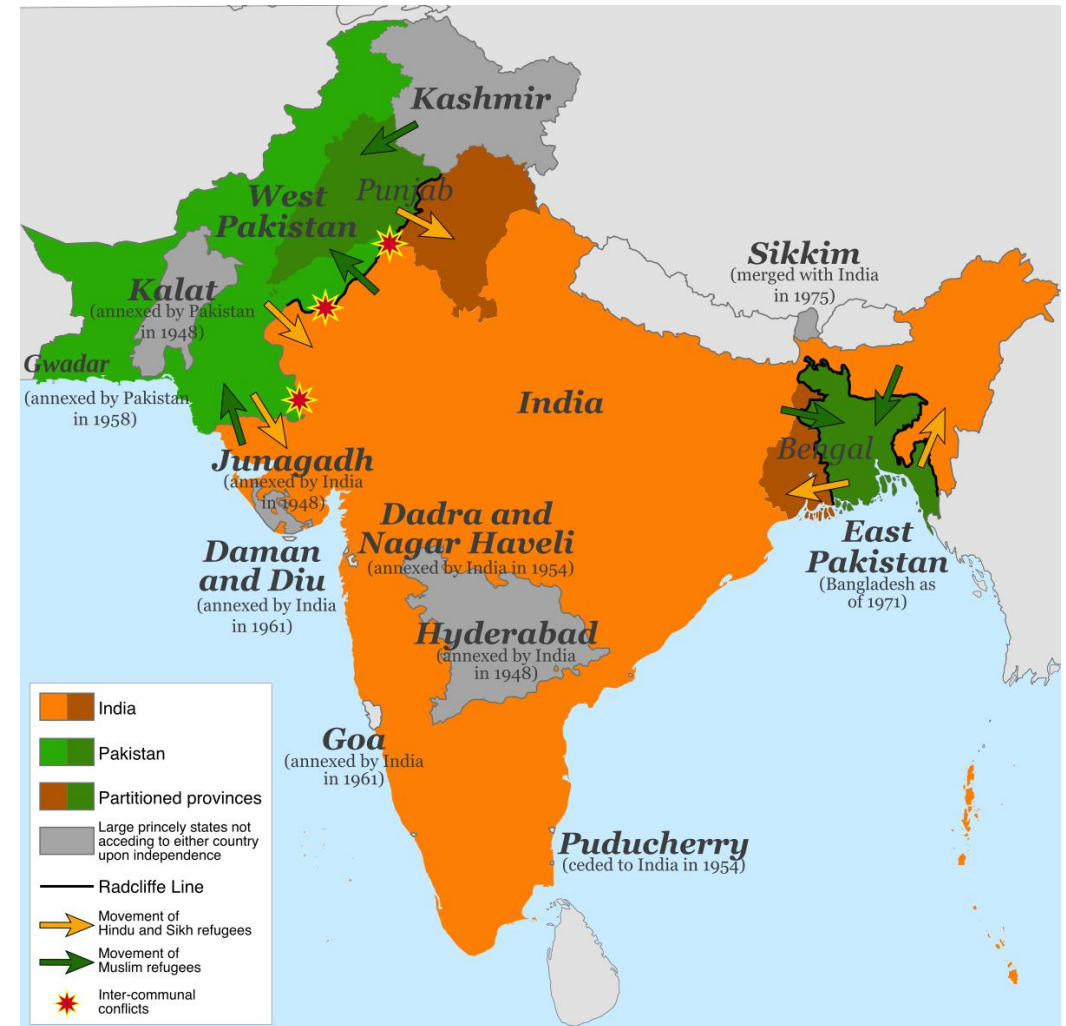 Kashmir
Punjab
West
Pakistan
Kalat
(annexed by Pakistan
in 1948)
Gwadar
(annexed by Pakistan
in 1958)
Sikkim
(merged with India
in 1975)
India
Bengal
Junagadh
(annexed by India
in 1948)
Daman
and Diu
(annexed by India
in 1961)
Dadra and
Nagar Haveli
(annexed by India in 1954)
East
Pakistan
(Bangladesh as
of 1971)
Hyderabad
(annexed by India
in 1948)
Goa
(annexed by India
in 1961)
Puducherry
(ceded to India in 1954)
India
Pakistan
Partitioned provinces
Large princely states not
acceding to either country
upon independence
Radcliffe Line
Movement of
Hindu and Sikh refugees
Movement of
Muslim refugees
Inter-communal
conflicts